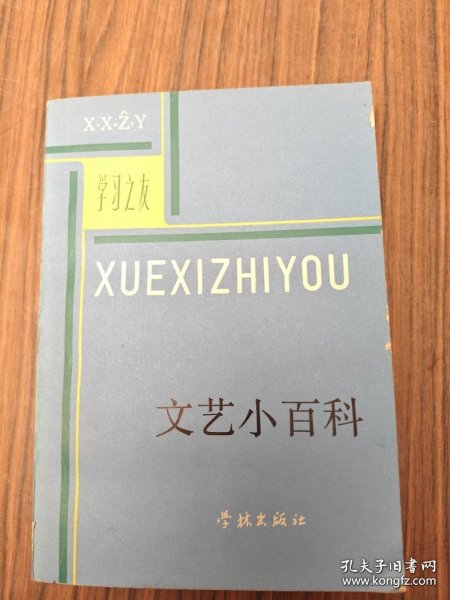 X·X·Ẑ·Y
学习之友
XUEXIZHIYOU
文艺小百科
学林出版社
孔夫子旧书网
www.kongfz.com